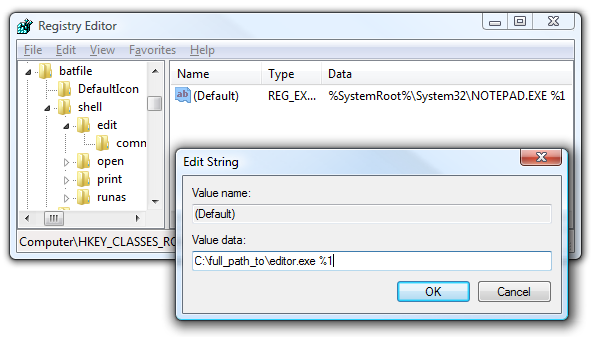 Registry Editor
File Edit View Favorites Help
batfile
DefaultIcon
shell
edit
comn
open
print
runas
Name Type Data
ab (Default) REG_EX... %SystemRoot%\System32\NOTEPAD.EXE %1
Computer\HKEY_CLASSES_RO
Edit String
Value name:
(Default)
Value data:
C:\full_path_to\editor.exe %1
OK Cancel